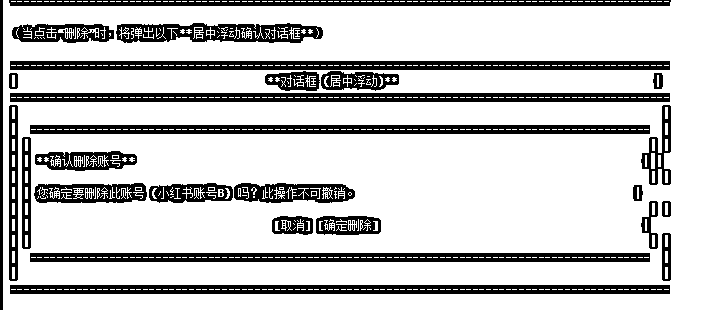 （当点击“删除”时，将弹出以下**居中浮动确认对话框**）
**对话框 (居中浮动)**
**确认删除账号**
您确定要删除此账号（小红书账号B）吗？此操作不可撤销。
[取消] [确定删除]